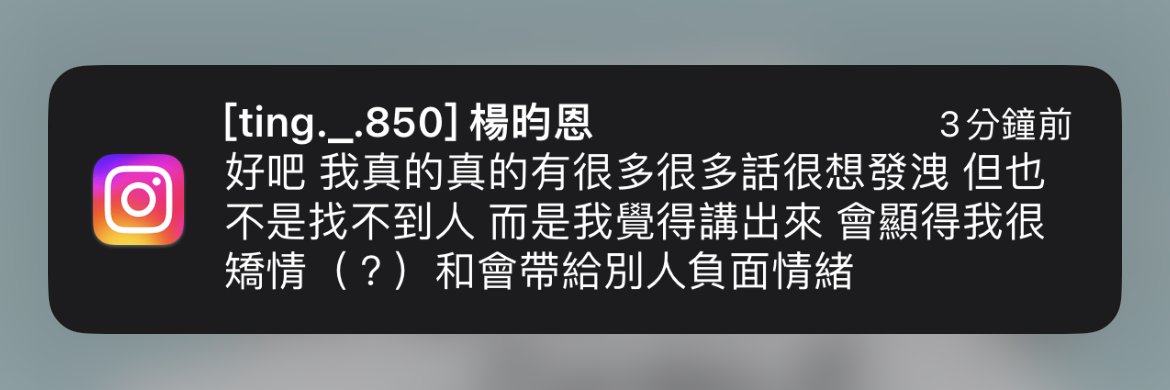 [ting._.850] 楊昀恩
3分鐘前
好吧 我真的真的有很多很多話很想發洩 但也
不是找不到人 而是我覺得講出來 會顯得我很
矯情（？）和會帶給別人負面情緒